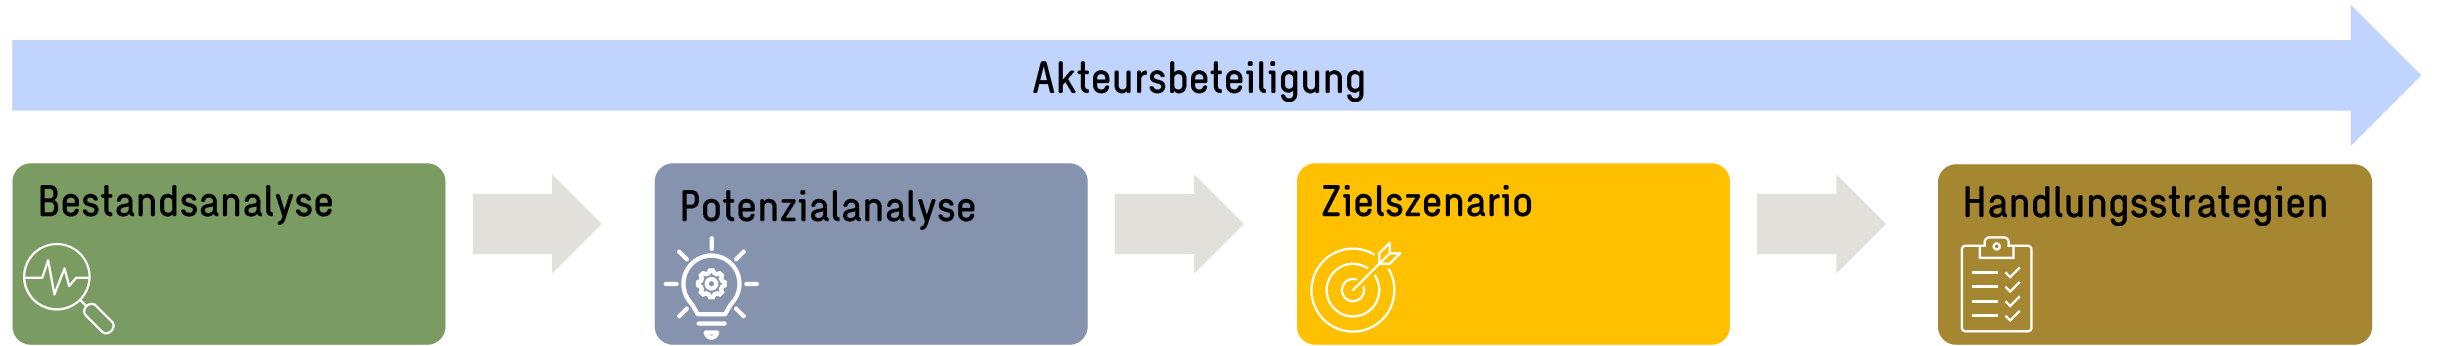 Akteursbeteiligung
Bestandsanalyse
Potenzialanalyse
Zielszenario
Handlungsstrategien